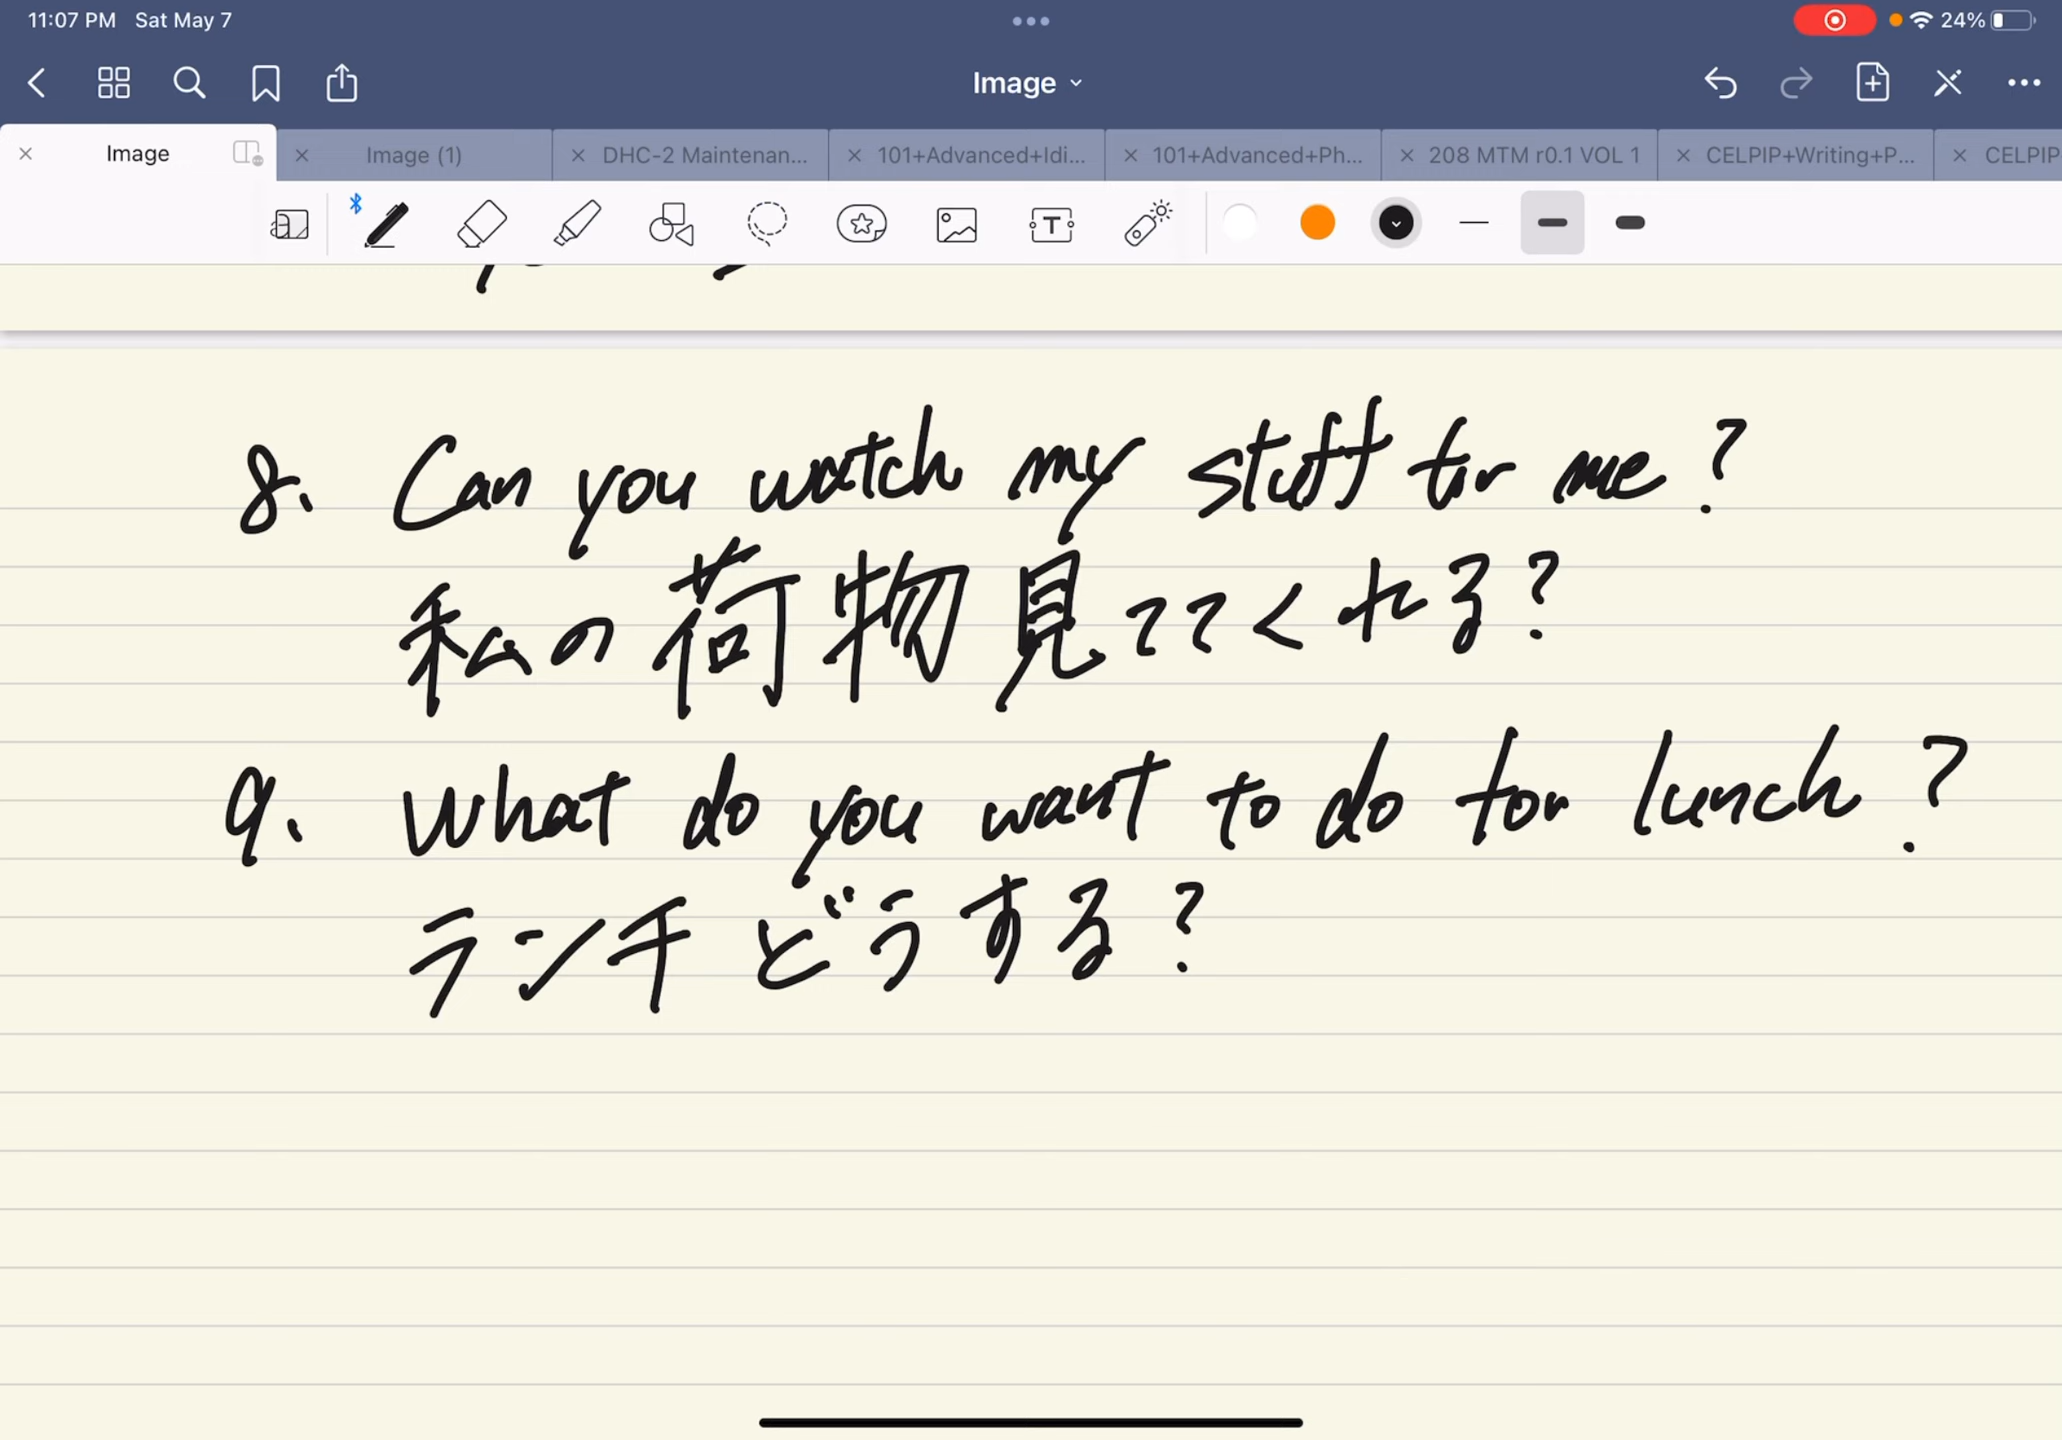 11:07 PM Sat May 7
24%
Image
Image
Image (1)
DHC-2 Maintenan...
101+Advanced+Idi...
101+Advanced+Ph...
208 MTM r0.1 VOL 1
CELPIP+Writing+P...
CELPIP
8. Can you watch my stuff for me?
私の荷物見ててくれる?
9. What do you want to do for lunch?
ランチどうする?